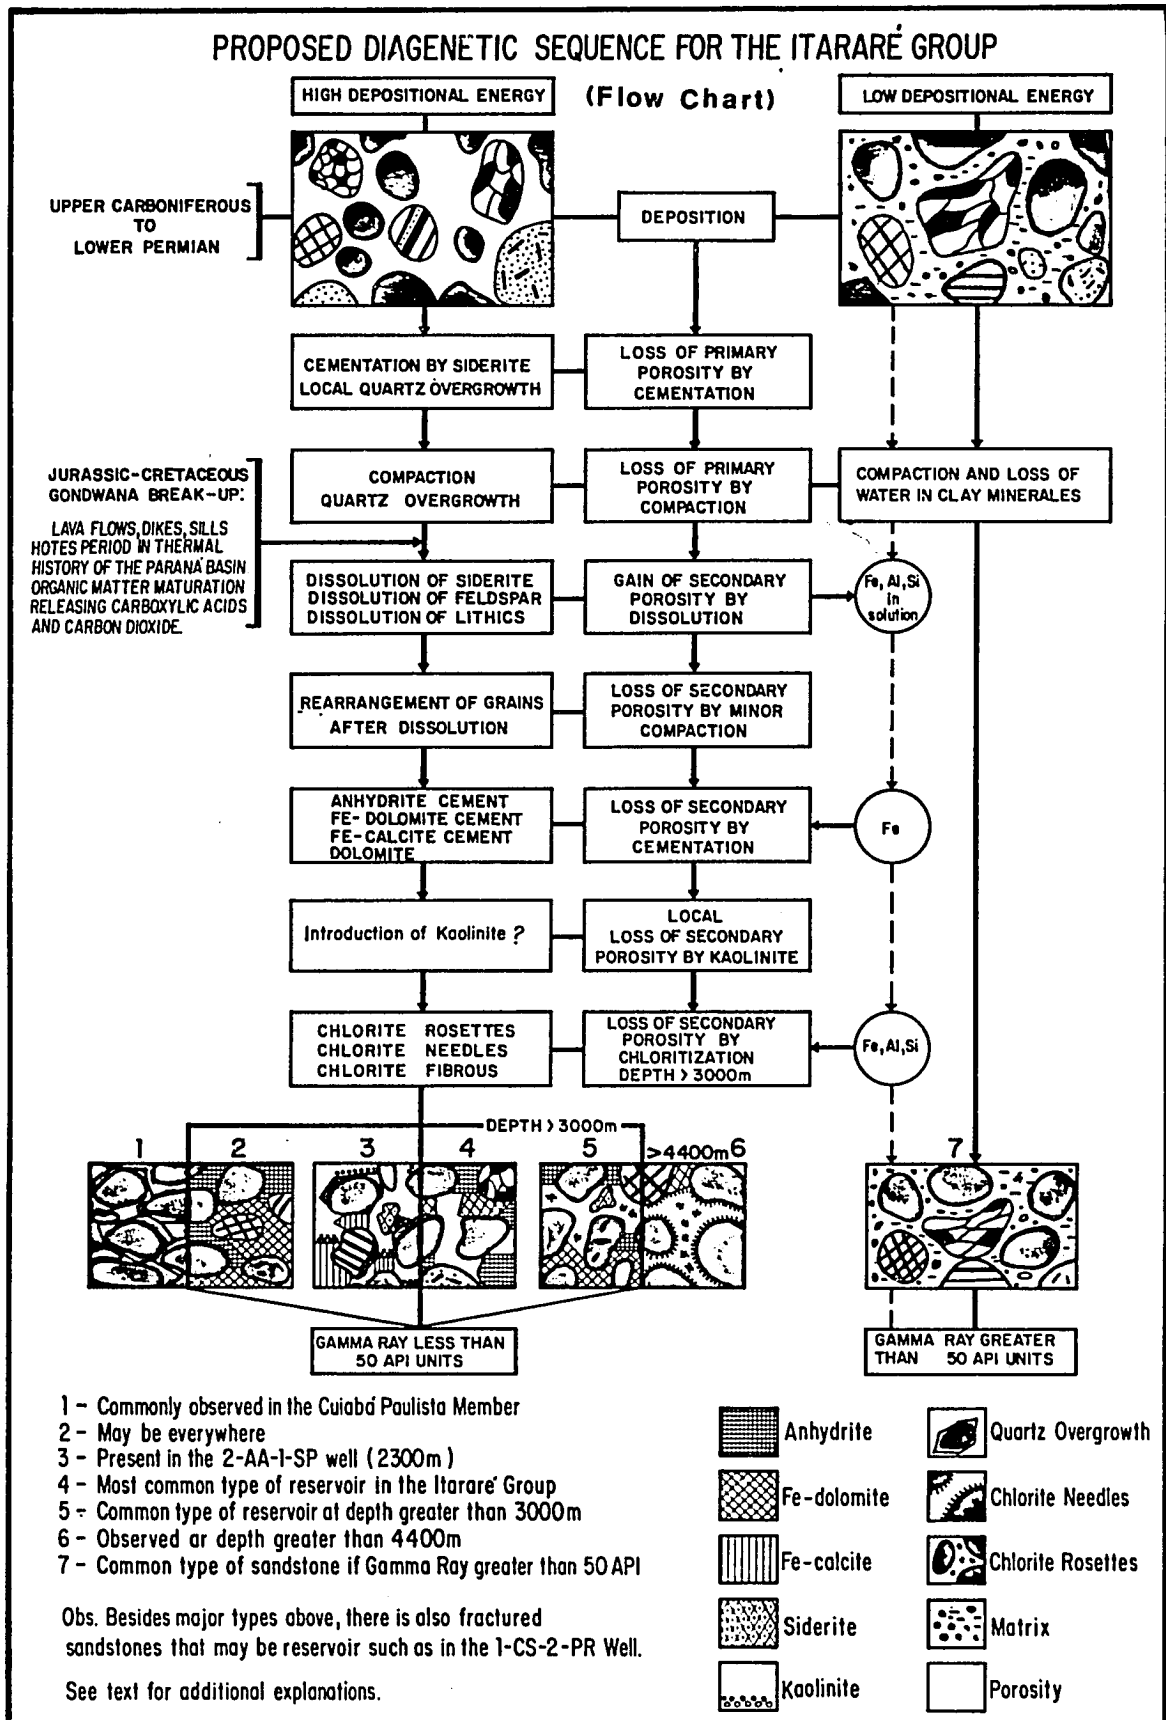 PROPOSED DIAGENETIC SEQUENCE FOR THE ITARARÉ GROUP
(Flow Chart)
HIGH DEPOSITIONAL ENERGY
LOW DEPOSITIONAL ENERGY
UPPER CARBONIFEROUS
TO
LOWER PERMIAN
DEPOSITION
CEMENTATION BY SIDERITE
LOCAL QUARTZ OVERGROWTH
LOSS OF PRIMARY
POROSITY BY
CEMENTATION
JURASSIC-CRETACEOUS
GONDWANA BREAK-UP:
LAVA FLOWS, DIKES, SILLS
HOTES PERIOD IN THERMAL
HISTORY OF THE PARANÁ BASIN
ORGANIC MATTER MATURATION
RELEASING CARBOXYLIC ACIDS
AND CARBON DIOXIDE.
COMPACTION
QUARTZ OVERGROWTH
LOSS OF PRIMARY
POROSITY BY
COMPACTION
COMPACTION AND LOSS OF
WATER IN CLAY MINERALES
DISSOLUTION OF SIDERITE
DISSOLUTION OF FELDSPAR
DISSOLUTION OF LITHICS
GAIN OF SECONDARY
POROSITY BY
DISSOLUTION
Fe, Al, Si
in
solution
REARRANGEMENT OF GRAINS
AFTER DISSOLUTION
LOSS OF SECONDARY
POROSITY BY MINOR
COMPACTION
ANHYDRITE CEMENT
FE-DOLOMITE CEMENT
FE-CALCITE CEMENT
DOLOMITE
LOSS OF SECONDARY
POROSITY BY
CEMENTATION
Fe
Introduction of Kaolinite ?
LOCAL
LOSS OF SECONDARY
POROSITY BY KAOLINITE
CHLORITE ROSETTES
CHLORITE NEEDLES
CHLORITE FIBROUS
LOSS OF SECONDARY
POROSITY BY
CHLORITIZATION
DEPTH > 3000m
Fe, Al, Si
DEPTH > 3000m
1 2 3 4 5 >4400m 6 7
GAMMA RAY LESS THAN
50 API UNITS
GAMMA RAY GREATER
THAN 50 API UNITS
1 - Commonly observed in the Cuiabá Paulista Member
2 - May be everywhere
3 - Present in the 2-AA-1-SP well (2300m)
4 - Most common type of reservoir in the Itararé Group
5 - Common type of reservoir at depth greater than 3000m
6 - Observed ar depth greater than 4400m
7 - Common type of sandstone if Gamma Ray greater than 50 API
Obs. Besides major types above, there is also fractured
sandstones that may be reservoir such as in the 1-CS-2-PR Well.
See text for additional explanations.
Anhydrite
Fe-dolomite
Fe-calcite
Siderite
Kaolinite
Quartz Overgrowth
Chlorite Needles
Chlorite Rosettes
Matrix
Porosity